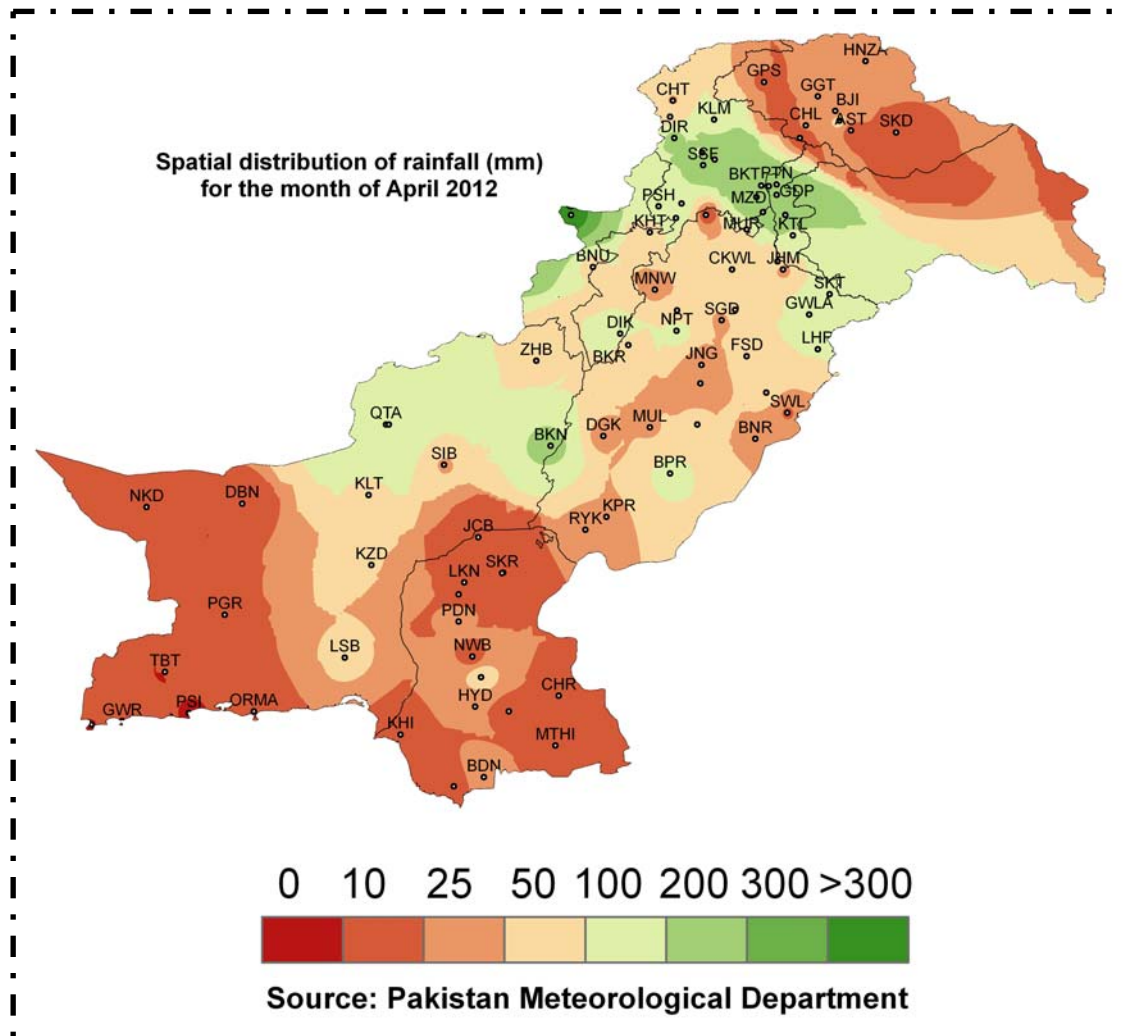 HNZA
GPS
GGT
CHT
BJI
KLM
CHL
AST
SKD
DIR
Spatial distribution of rainfall (mm)
for the month of April 2012
BKT
PTN
GDP
PSH
MZD
KHT
MUR
KTL
BNU
CKWL
JHM
MNW
SKT
GWLA
DIK
NPT
SGD
LHR
ZHB
BKR
FSD
JNG
QTA
SWL
DGK
MUL
BKN
BNR
SIB
BPR
KLT
NKD
DBN
KPR
RYK
JCB
KZD
SKR
LKN
PGR
PDN
LSB
NWB
TBT
CHR
PSI
ORMA
HYD
GWR
KHI
MTHI
BDN
0 10 25 50 100 200 300 >300
Source: Pakistan Meteorological Department